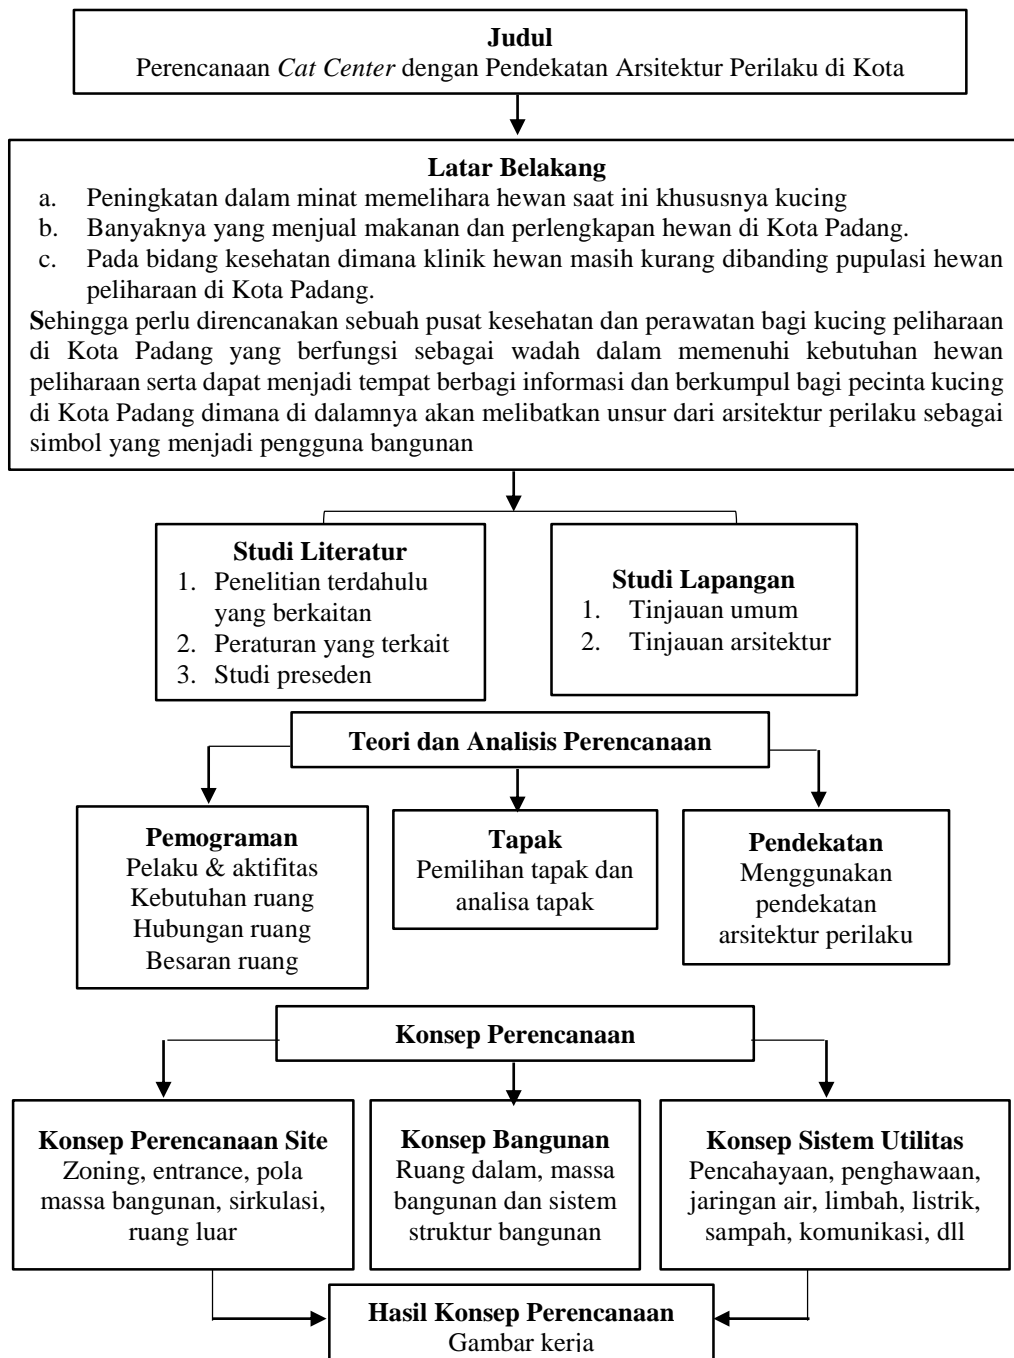 Judul
Perencanaan Cat Center dengan Pendekatan Arsitektur Perilaku di Kota
Latar Belakang
a. Peningkatan dalam minat memelihara hewan saat ini khususnya kucing
b. Banyaknya yang menjual makanan dan perlengkapan hewan di Kota Padang.
c. Pada bidang kesehatan dimana klinik hewan masih kurang dibanding pupulasi hewan
peliharaan di Kota Padang.
Sehingga perlu direncanakan sebuah pusat kesehatan dan perawatan bagi kucing peliharaan
di Kota Padang yang berfungsi sebagai wadah dalam memenuhi kebutuhan hewan
peliharaan serta dapat menjadi tempat berbagi informasi dan berkumpul bagi pecinta kucing
di Kota Padang dimana di dalamnya akan melibatkan unsur dari arsitektur perilaku sebagai
simbol yang menjadi pengguna bangunan
Studi Literatur
1. Penelitian terdahulu
yang berkaitan
2. Peraturan yang terkait
3. Studi preseden
Studi Lapangan
1. Tinjauan umum
2. Tinjauan arsitektur
Teori dan Analisis Perencanaan
Pemograman
Pelaku & aktifitas
Kebutuhan ruang
Hubungan ruang
Besaran ruang
Tapak
Pemilihan tapak dan
analisa tapak
Pendekatan
Menggunakan
pendekatan
arsitektur perilaku
Konsep Perencanaan
Konsep Perencanaan Site
Zoning, entrance, pola
massa bangunan, sirkulasi,
ruang luar
Konsep Bangunan
Ruang dalam, massa
bangunan dan sistem
struktur bangunan
Konsep Sistem Utilitas
Pencahayaan, penghawaan,
jaringan air, limbah, listrik,
sampah, komunikasi, dll
Hasil Konsep Perencanaan
Gambar kerja